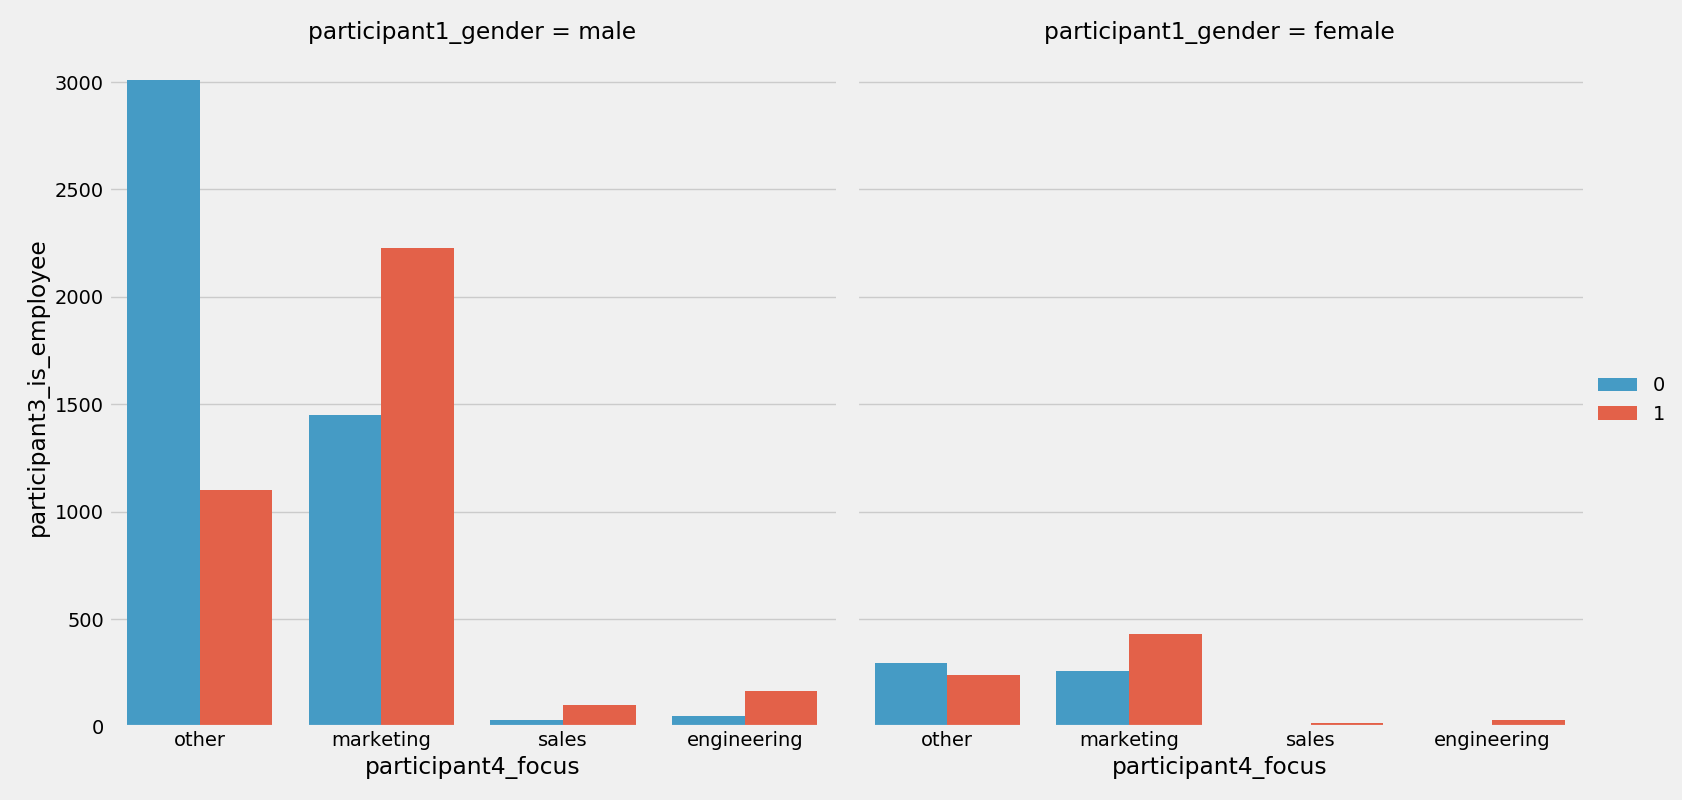 participant1_gender = male
participant1_gender = female
participant3_is_employee
3000
2500
2000
1500
1000
500
0
other marketing sales engineering
participant4_focus
other marketing sales engineering
participant4_focus
0
1